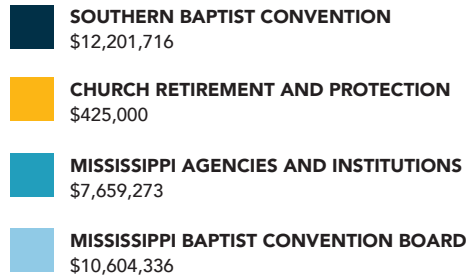 SOUTHERN BAPTIST CONVENTION
$12,201,716
CHURCH RETIREMENT AND PROTECTION
$425,000
MISSISSIPPI AGENCIES AND INSTITUTIONS
$7,659,273
MISSISSIPPI BAPTIST CONVENTION BOARD
$10,604,336